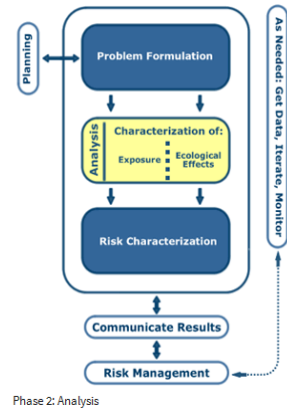 Planning
Problem Formulation
As Needed: Get Data, Iterate, Monitor
Analysis
Characterization of:
Exposure
Ecological
Effects
Risk Characterization
Communicate Results
Risk Management
Phase 2: Analysis